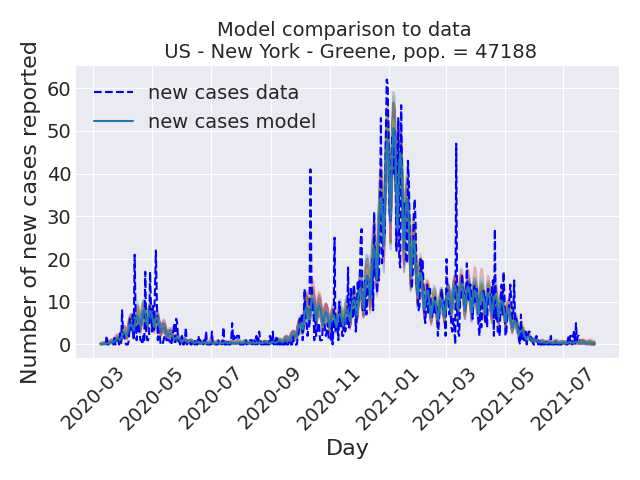 Model comparison to data
US - New York - Greene, pop. = 47188
Number of new cases reported
60
50
40
30
20
10
0
new cases data
new cases model
2020-03
2020-05
2020-07
2020-09
2020-11
2021-01
2021-03
2021-05
2021-07
Day